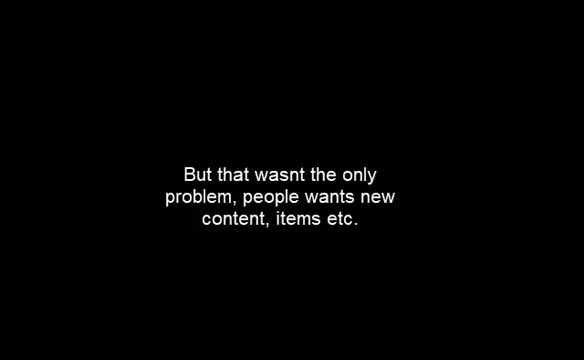 But that wasnt the only
problem, people wants new
content, items etc.